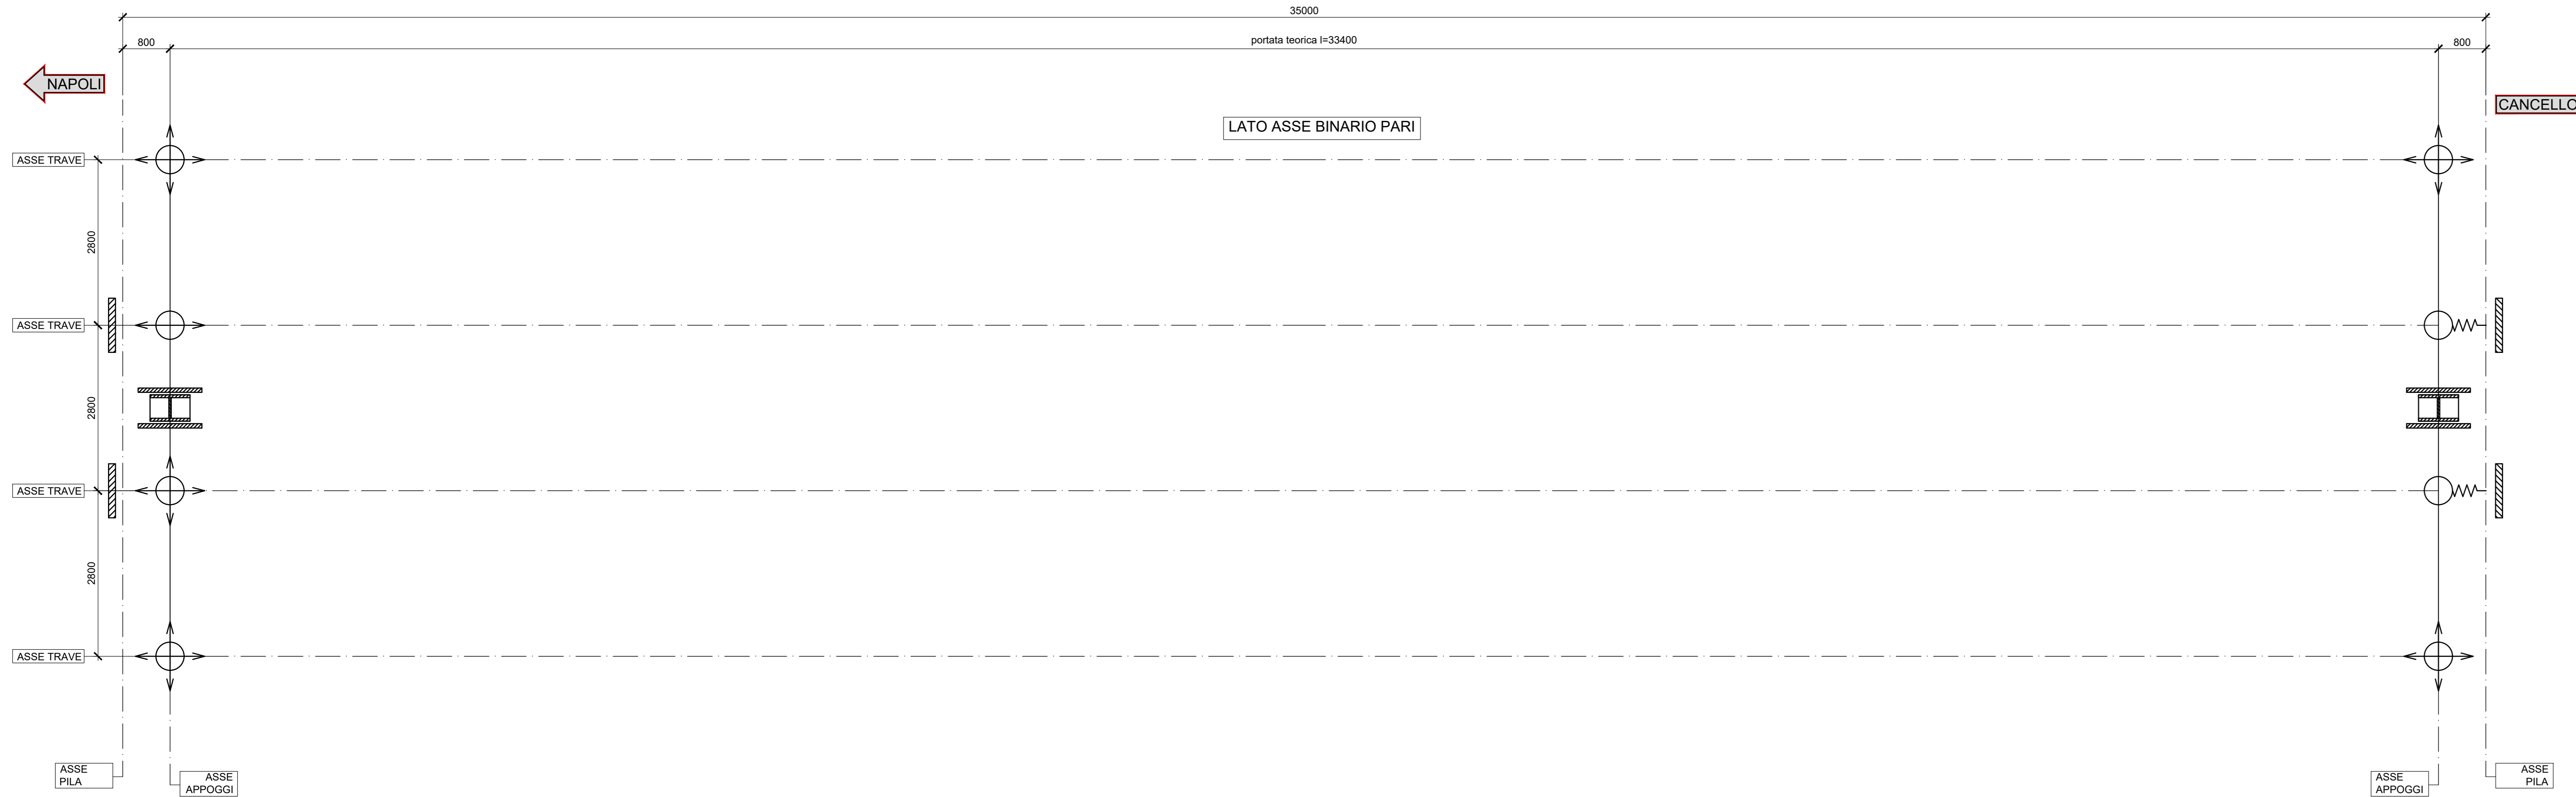 35000
800
portata teorica l=33400
800
NAPOLI
CANCELLO
LATO ASSE BINARIO PARI
ASSE TRAVE
2800
ASSE TRAVE
2800
ASSE TRAVE
2800
ASSE TRAVE
ASSE
PILA
ASSE
APPOGGI
ASSE
APPOGGI
ASSE
PILA